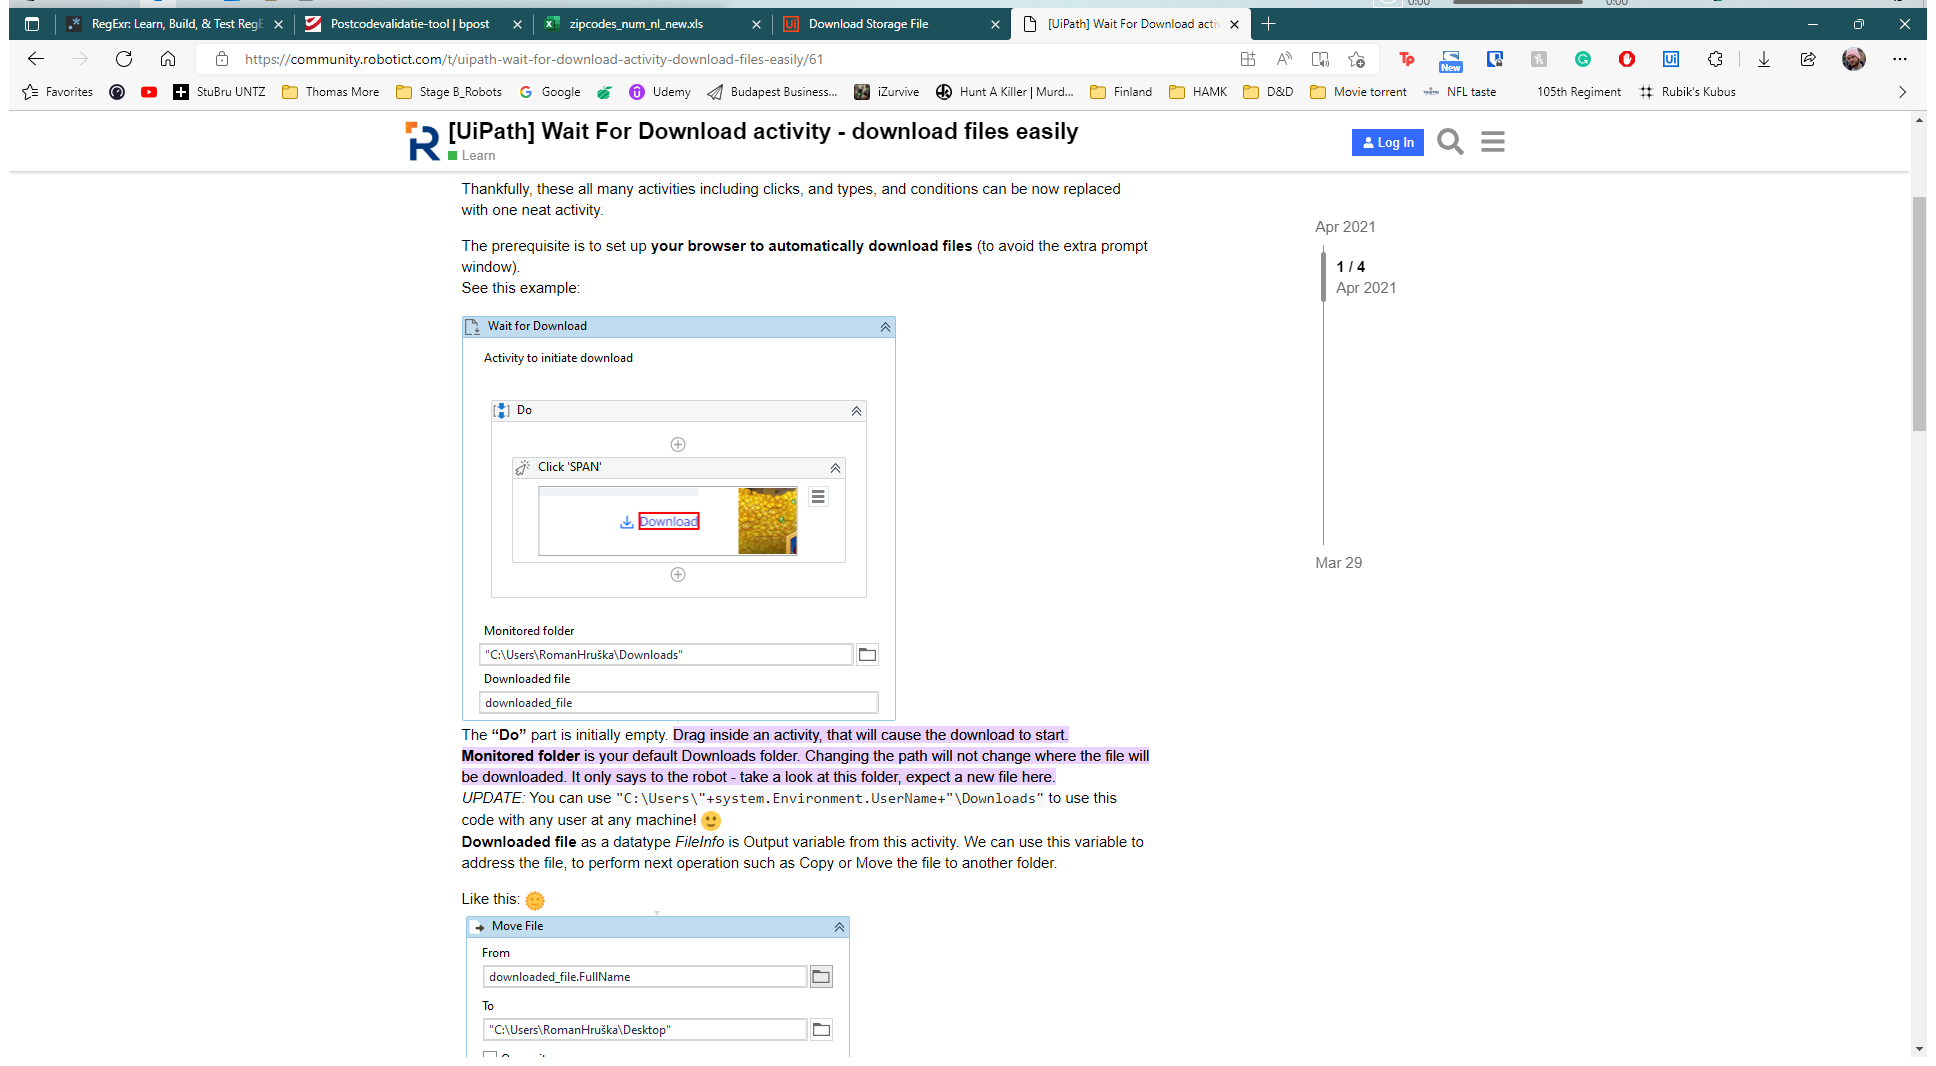 0:00 0:00
RegExr: Learn, Build, & Test RegE
Postcodevalidatie-tool | bpost
zipcodes_num_nl_new.xls
Download Storage File
[UiPath] Wait For Download activ
https://community.robotict.com/t/uipath-wait-for-download-activity-download-files-easily/61
New
Favorites
StuBru UNTZ
Thomas More
Stage B_Robots
Google
Udemy
Budapest Business...
iZurvive
Hunt A Killer | Murd...
Finland
HAMK
D&D
Movie torrent
NFL taste
105th Regiment
Rubik's Kubus
[UiPath] Wait For Download activity - download files easily
Learn
Log In
Thankfully, these all many activities including clicks, and types, and conditions can be now replaced
with one neat activity.
The prerequisite is to set up your browser to automatically download files (to avoid the extra prompt
window).
See this example:
Apr 2021
1 / 4
Apr 2021
Mar 29
Wait for Download
Activity to initiate download
Do
Click 'SPAN'
Download
Monitored folder
"C:\Users\RomanHruška\Downloads"
Downloaded file
downloaded_file
The “Do” part is initially empty. Drag inside an activity, that will cause the download to start.
Monitored folder is your default Downloads folder. Changing the path will not change where the file will
be downloaded. It only says to the robot - take a look at this folder, expect a new file here.
UPDATE: You can use "C:\Users\"+system.Environment.UserName+"\Downloads" to use this
code with any user at any machine! 🙂
Downloaded file as a datatype FileInfo is Output variable from this activity. We can use this variable to
address the file, to perform next operation such as Copy or Move the file to another folder.
Like this: 🌞
Move File
From
downloaded_file.FullName
To
"C:\Users\RomanHruška\Desktop"